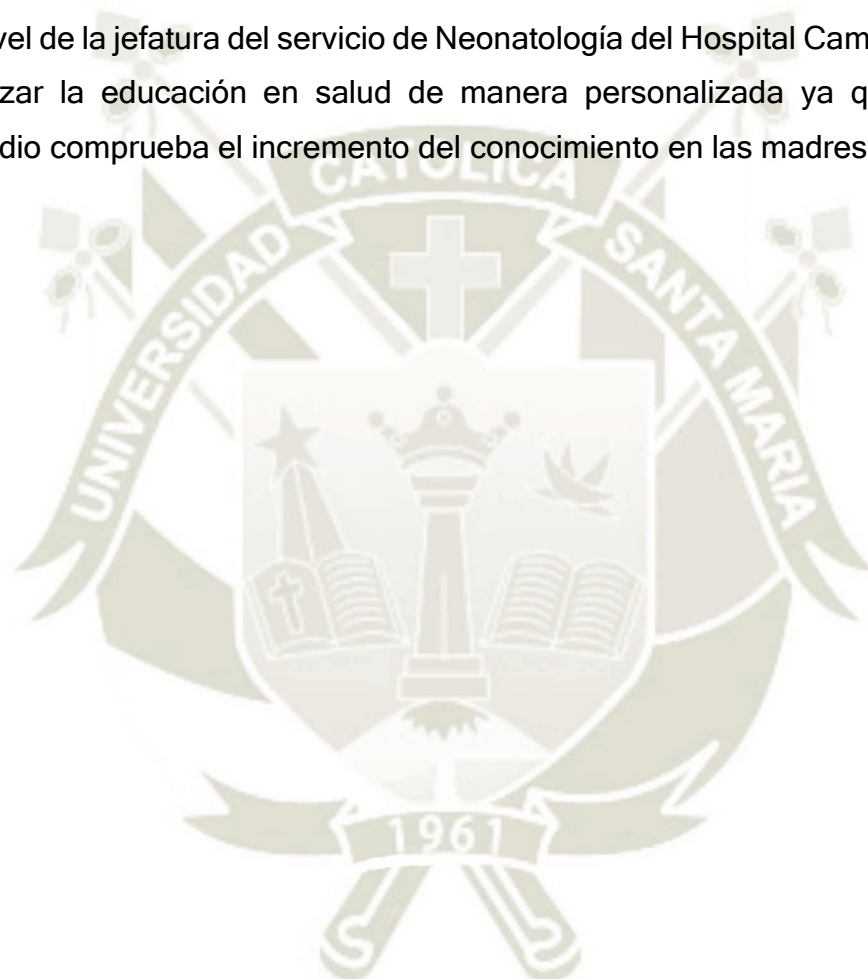 vel de la jefatura del servicio de Neonatología del Hospital Cam
zar la educación en salud de manera personalizada ya q
dio comprueba el incremento del conocimiento en las madres
UNIVERSIDAD CATOLICA SANTA MARIA
1961